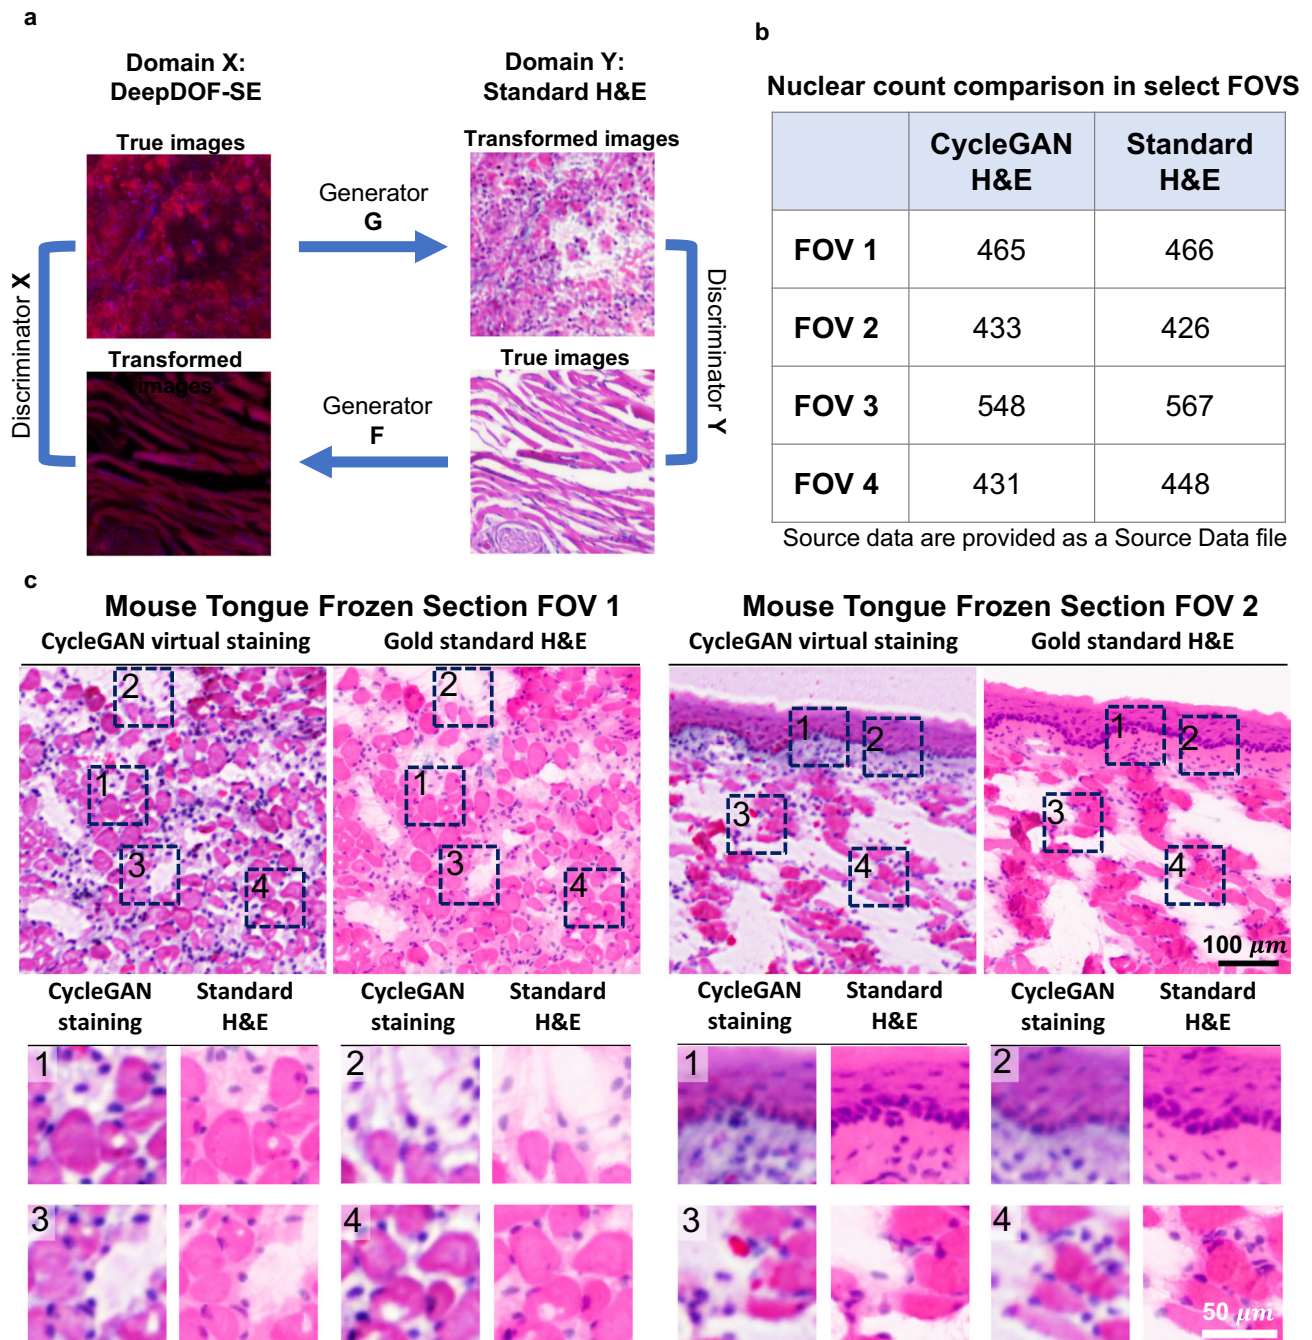 a
Domain X:
DeepDOF-SE
Domain Y:
Standard H&E
True images
Transformed images
Generator
G
Discriminator X
Discriminator Y
Transformed
images
True images
Generator
F
b
Nuclear count comparison in select FOVS
CycleGAN H&E Standard H&E
FOV 1 465 466
FOV 2 433 426
FOV 3 548 567
FOV 4 431 448
Source data are provided as a Source Data file
c
Mouse Tongue Frozen Section FOV 1
CycleGAN virtual staining Gold standard H&E
2 2
1 1
3 3
4 4
CycleGAN staining Standard H&E CycleGAN staining Standard H&E
1 2
3 4
Mouse Tongue Frozen Section FOV 2
CycleGAN virtual staining Gold standard H&E
1 1
2 2
3 3
4 4
100 μm
CycleGAN staining Standard H&E CycleGAN staining Standard H&E
1 2
3 4
50 μm